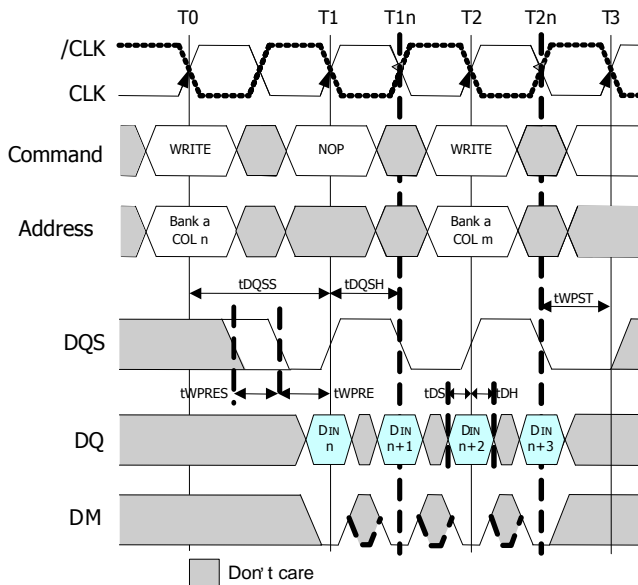 T0 T1 T1n T2 T2n T3
/CLK
CLK
Command WRITE NOP WRITE
Address Bank a COL n Bank a COL m
tDQSS tDQSH tWPST
DQS
tWPRES tWPRE tDS tDH
DQ DIN n DIN n+1 DIN n+2 DIN n+3
DM
Don't care